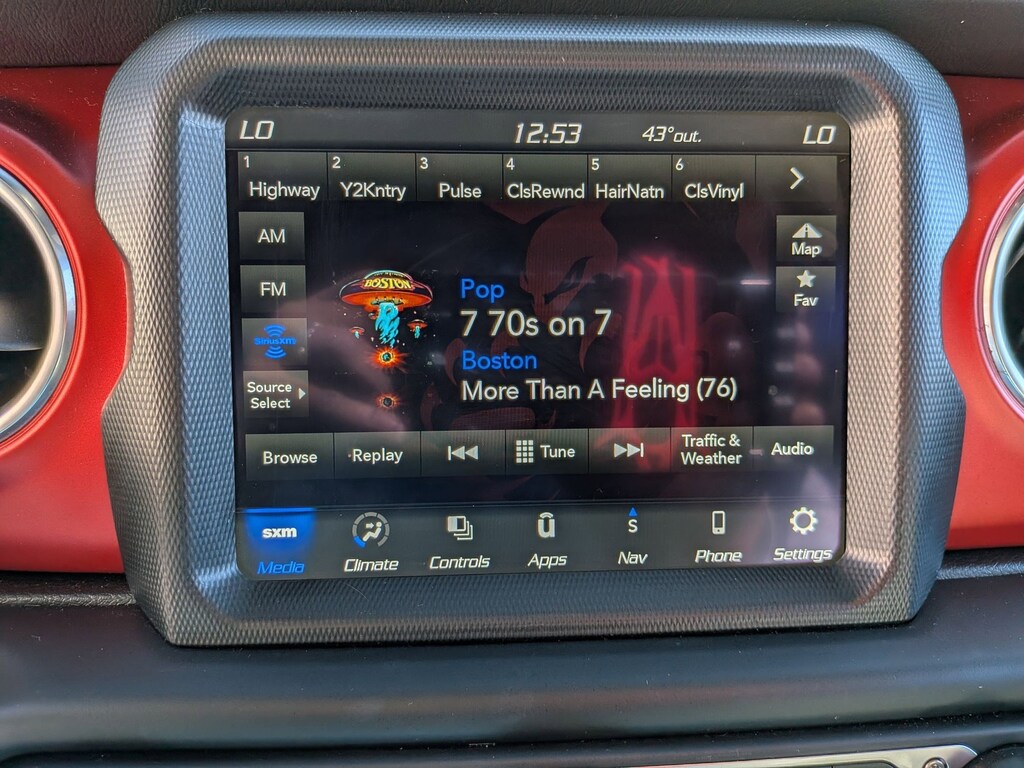 LO 12:53 43°out. LO
1 2 3 4 5 6
Highway Y2Kntry Pulse ClsRewnd HairNatn ClsVinyl
AM
Map
FM
Fav
SiriusXM
Source
Select
BOSTON
Pop
7 70s on 7
Boston
More Than A Feeling (76)
Browse Replay Tune Traffic & Weather Audio
sxm S
Media Climate Controls Apps Nav Phone Settings